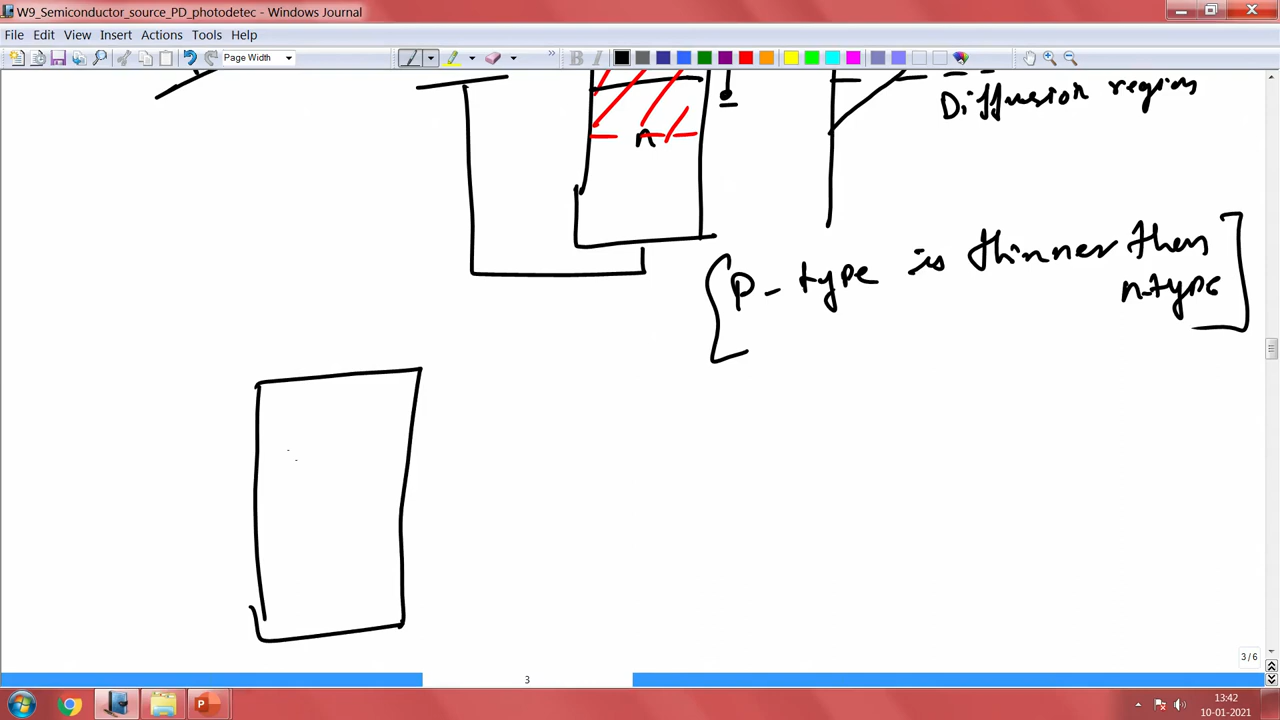 W9_Semiconductor_source_PD_photodetec - Windows Journal
File Edit View Insert Actions Tools Help
Page Width
B I
Diffusion region
n
P - type is thinner then
n-type
3/6
3
13:42
10-01-2021